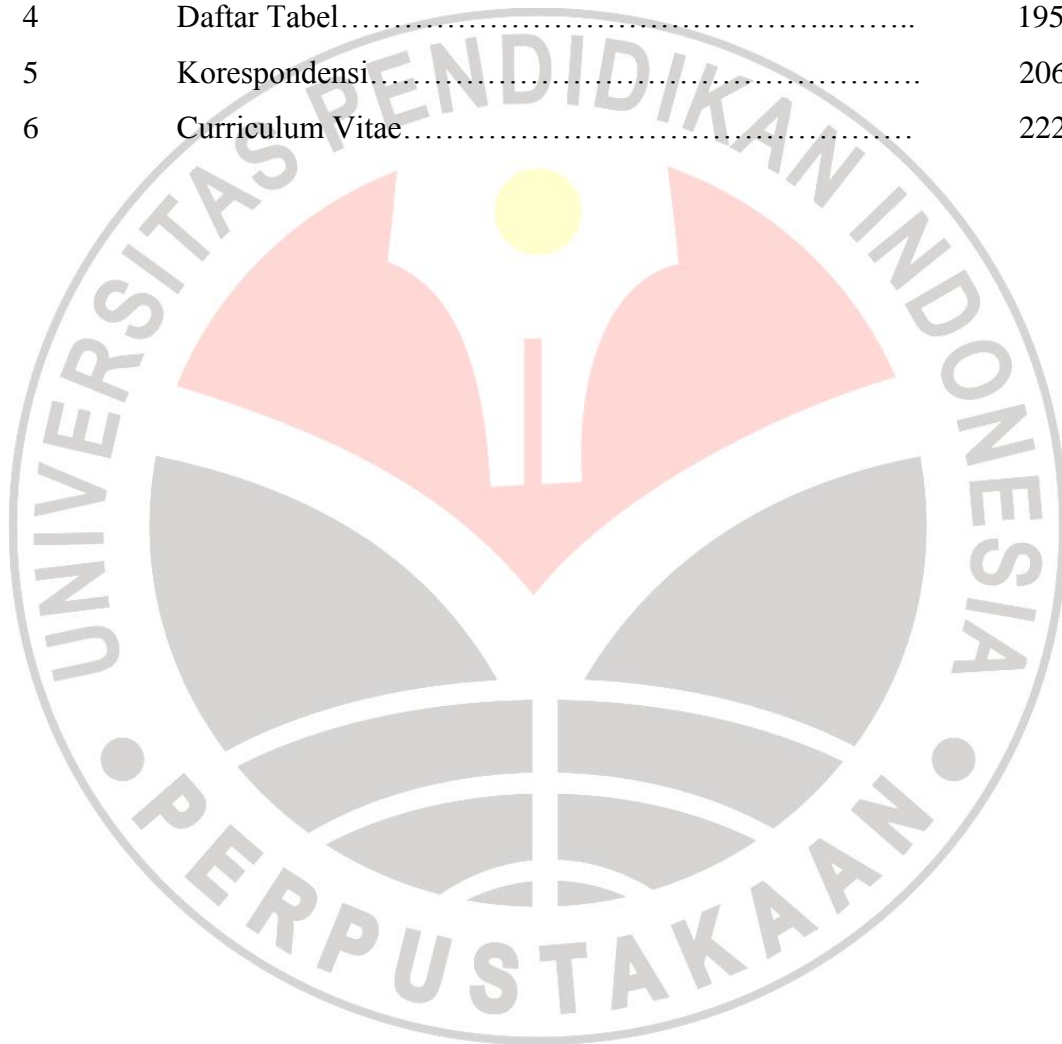 4 Daftar Tabel……………………………………………..…….. 195
5 Korespondensi………………………………………………. 206
6 Curriculum Vitae…………………………………………… 222
UNIVERSITAS PENDIDIKAN INDONESIA
PERPUSTAKAAN